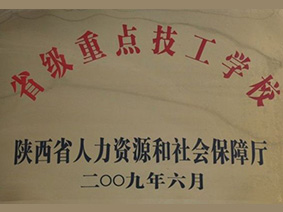 省级重点技工学校
陕西省人力资源和社会保障厅
二〇〇九年六月